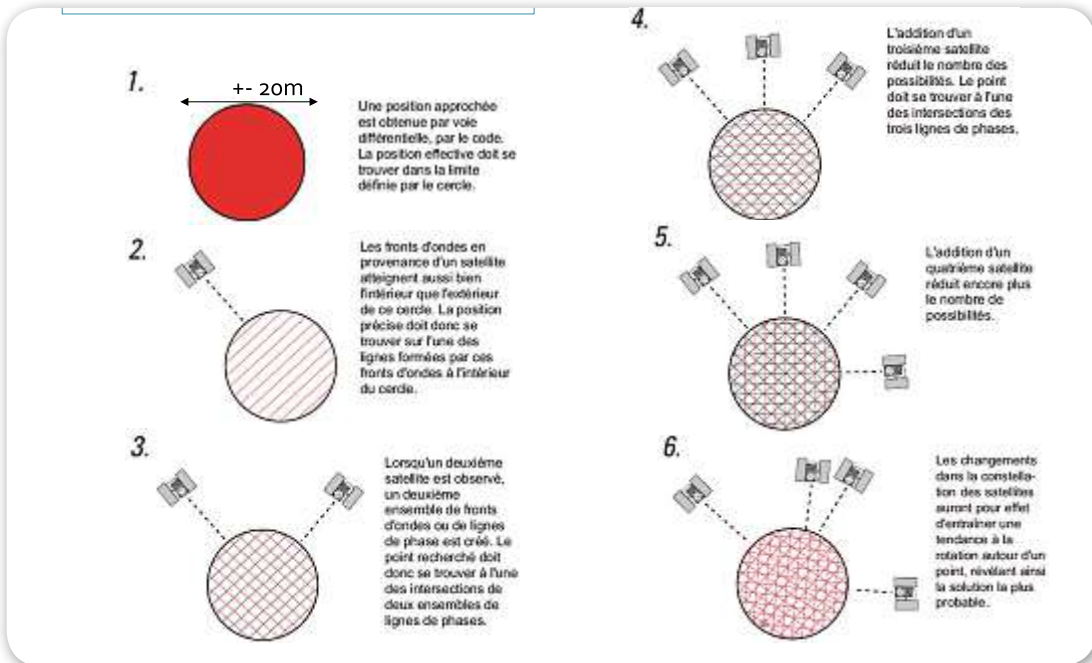 1.
+- 20m
Une position approchée
est obtenue par voie
différentielle, par le code.
La position effective doit se
trouver dans la limite
définie par le cercle.
2.
Les fronts d'ondes en
provenance d'un satellite
atteignent aussi bien
l'intérieur que l'extérieur
de ce cercle. La position
précise doit donc se
trouver sur l'une des
lignes formées par ces
fronts d'ondes à l'intérieur
du cercle.
3.
Lorsqu'un deuxième
satellite est observé,
un deuxième
ensemble de fronts
d'ondes ou de lignes
de phase est créé. Le
point recherché doit
donc se trouver à l'une
des intersections de
deux ensembles de
lignes de phases.
4.
L'addition d'un
troisième satellite
réduit le nombre des
possibilités. Le point
doit se trouver à l'une
des intersections des
trois lignes de phases.
5.
L'addition d'un
quatrième satellite
réduit encore plus
le nombre de
possibilités.
6.
Les changements
dans la constella-
tion des satellites
auront pour effet
d'entraîner une
tendance à la
rotation autour d'un
point, révélant ainsi
la solution la plus
probable.